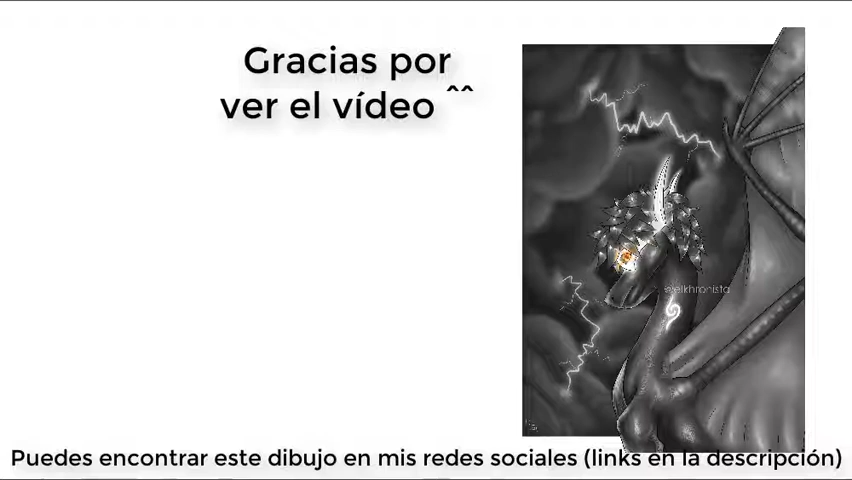 Gracias por
ver el vídeo ^^
@elkhronista
Puedes encontrar este dibujo en mis redes sociales (links en la descripción)